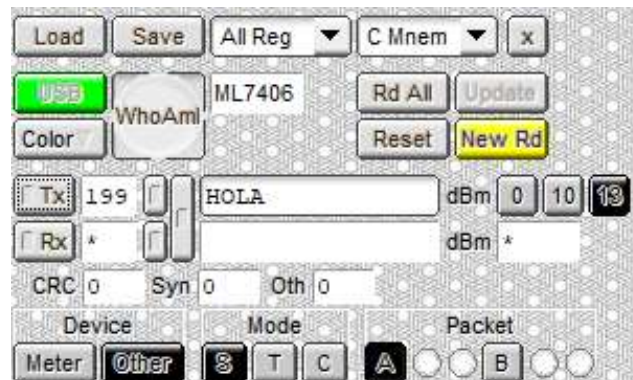 Load Save All Reg C Mnem x
USB WhoAmI ML7406 Rd All Update
Color Reset New Rd
Tx 199 HOLA dBm 0 10 13
Rx * dBm *
CRC 0 Syn 0 Oth 0
Device Mode Packet
Meter Other S T C A B